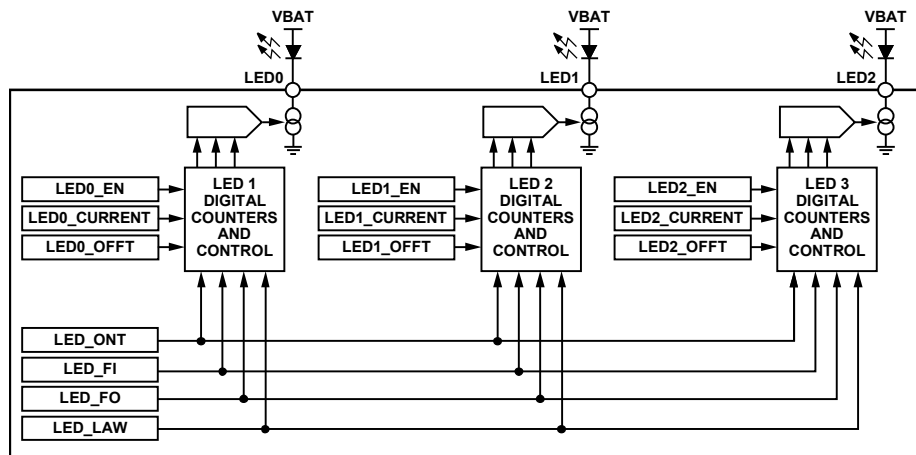 VBAT
VBAT
VBAT
LED0
LED1
LED2
LED 1
DIGITAL
COUNTERS
AND
CONTROL
LED 2
DIGITAL
COUNTERS
AND
CONTROL
LED 3
DIGITAL
COUNTERS
AND
CONTROL
LED0_EN
LED0_CURRENT
LED0_OFFT
LED1_EN
LED1_CURRENT
LED1_OFFT
LED2_EN
LED2_CURRENT
LED2_OFFT
LED_ONT
LED_FI
LED_FO
LED_LAW